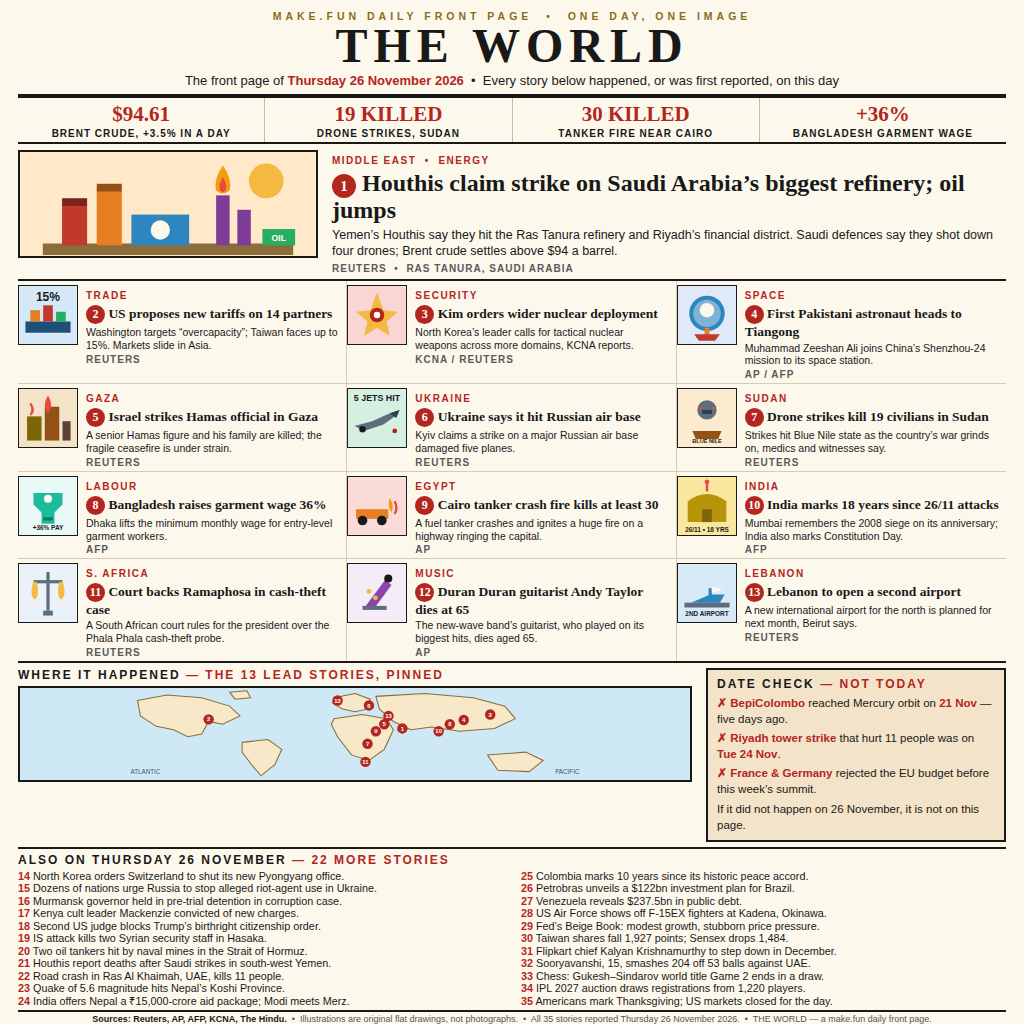 MAKE.FUN DAILY FRONT PAGE • ONE DAY, ONE IMAGE
THE WORLD
The front page of Thursday 26 November 2026 • Every story below happened, or was first reported, on this day
$94.61
BRENT CRUDE, +3.5% IN A DAY
19 KILLED
DRONE STRIKES, SUDAN
30 KILLED
TANKER FIRE NEAR CAIRO
+36%
BANGLADESH GARMENT WAGE
OIL
MIDDLE EAST • ENERGY
1 Houthis claim strike on Saudi Arabia’s biggest refinery; oil
jumps
Yemen’s Houthis say they hit the Ras Tanura refinery and Riyadh’s financial district. Saudi defences say they shot down
four drones; Brent crude settles above $94 a barrel.
REUTERS • RAS TANURA, SAUDI ARABIA
15%
TRADE
2 US proposes new tariffs on 14 partners
Washington targets “overcapacity”; Taiwan faces up to
15%. Markets slide in Asia.
REUTERS
SECURITY
3 Kim orders wider nuclear deployment
North Korea’s leader calls for tactical nuclear
weapons across more domains, KCNA reports.
KCNA / REUTERS
SPACE
4 First Pakistani astronaut heads to
Tiangong
Muhammad Zeeshan Ali joins China’s Shenzhou-24
mission to its space station.
AP / AFP
GAZA
5 Israel strikes Hamas official in Gaza
A senior Hamas figure and his family are killed; the
fragile ceasefire is under strain.
REUTERS
5 JETS HIT
UKRAINE
6 Ukraine says it hit Russian air base
Kyiv claims a strike on a major Russian air base
damaged five planes.
REUTERS
BLUE NILE
SUDAN
7 Drone strikes kill 19 civilians in Sudan
Strikes hit Blue Nile state as the country’s war grinds
on, medics and witnesses say.
REUTERS
+36% PAY
LABOUR
8 Bangladesh raises garment wage 36%
Dhaka lifts the minimum monthly wage for entry-level
garment workers.
AFP
EGYPT
9 Cairo tanker crash fire kills at least 30
A fuel tanker crashes and ignites a huge fire on a
highway ringing the capital.
AP
26/11 • 18 YRS
INDIA
10 India marks 18 years since 26/11 attacks
Mumbai remembers the 2008 siege on its anniversary;
India also marks Constitution Day.
AFP
S. AFRICA
11 Court backs Ramaphosa in cash-theft
case
A South African court rules for the president over the
Phala Phala cash-theft probe.
REUTERS
MUSIC
12 Duran Duran guitarist Andy Taylor
dies at 65
The new-wave band’s guitarist, who played on its
biggest hits, dies aged 65.
AP
2ND AIRPORT
LEBANON
13 Lebanon to open a second airport
A new international airport for the north is planned for
next month, Beirut says.
REUTERS
WHERE IT HAPPENED — THE 13 LEAD STORIES, PINNED
12
6
2
13
3
4
5
8
9
1
10
7
11
ATLANTIC
PACIFIC
DATE CHECK — NOT TODAY
✗ BepiColombo reached Mercury orbit on 21 Nov —
five days ago.
✗ Riyadh tower strike that hurt 11 people was on
Tue 24 Nov.
✗ France & Germany rejected the EU budget before
this week’s summit.
If it did not happen on 26 November, it is not on this
page.
ALSO ON THURSDAY 26 NOVEMBER — 22 MORE STORIES
14 North Korea orders Switzerland to shut its new Pyongyang office.
15 Dozens of nations urge Russia to stop alleged riot-agent use in Ukraine.
16 Murmansk governor held in pre-trial detention in corruption case.
17 Kenya cult leader Mackenzie convicted of new charges.
18 Second US judge blocks Trump’s birthright citizenship order.
19 IS attack kills two Syrian security staff in Hasaka.
20 Two oil tankers hit by naval mines in the Strait of Hormuz.
21 Houthis report deaths after Saudi strikes in south-west Yemen.
22 Road crash in Ras Al Khaimah, UAE, kills 11 people.
23 Quake of 5.6 magnitude hits Nepal’s Koshi Province.
24 India offers Nepal a ₹15,000-crore aid package; Modi meets Merz.
25 Colombia marks 10 years since its historic peace accord.
26 Petrobras unveils a $122bn investment plan for Brazil.
27 Venezuela reveals $237.5bn in public debt.
28 US Air Force shows off F-15EX fighters at Kadena, Okinawa.
29 Fed’s Beige Book: modest growth, stubborn price pressure.
30 Taiwan shares fall 1,927 points; Sensex drops 1,484.
31 Flipkart chief Kalyan Krishnamurthy to step down in December.
32 Sooryavanshi, 15, smashes 204 off 53 balls against UAE.
33 Chess: Gukesh–Sindarov world title Game 2 ends in a draw.
34 IPL 2027 auction draws registrations from 1,220 players.
35 Americans mark Thanksgiving; US markets closed for the day.
Sources: Reuters, AP, AFP, KCNA, The Hindu. • Illustrations are original flat drawings, not photographs. • All 35 stories reported Thursday 26 November 2026. • THE WORLD — a make.fun daily front page.